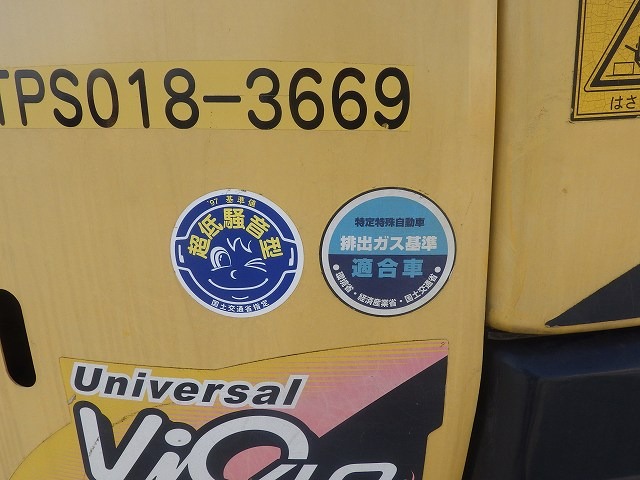 TPS018-3669
はさ
'97 基準値
超低騒音型
国土交通省指定
特定特殊自動車
排出ガス基準
適合車
環境省・経済産業省・国土交通省
Universal
ViO